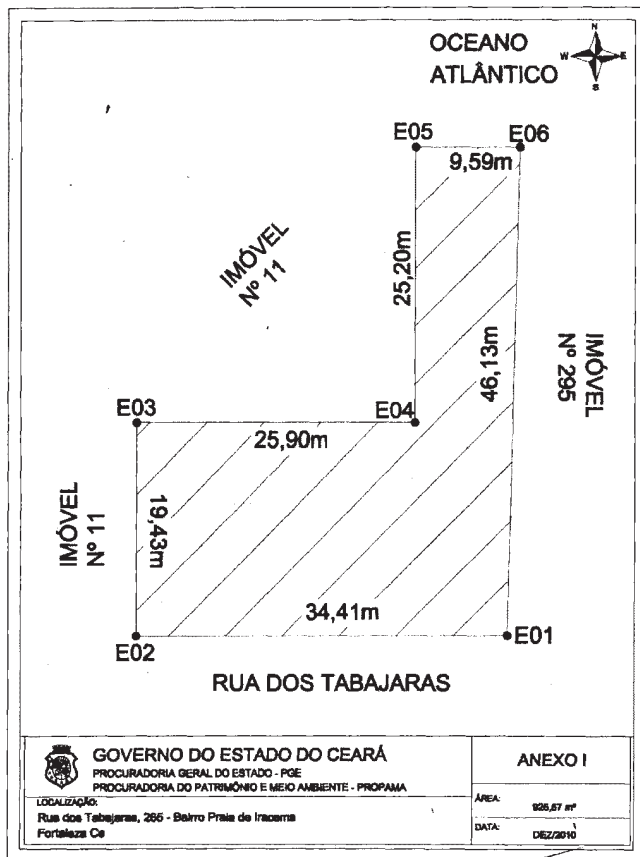 OCEANO
ATLÂNTICO
N
W E
S
E05 E06
9,59m
IMÓVEL
Nº 11
25,20m
46,13m
IMÓVEL
Nº 295
E03 E04
25,90m
IMÓVEL
Nº 11
19,43m
34,41m
E02 E01
RUA DOS TABAJARAS
GOVERNO DO ESTADO DO CEARÁ
PROCURADORIA GERAL DO ESTADO - PGE
PROCURADORIA DO PATRIMÔNIO E MEIO AMBIENTE - PROPAMA
ANEXO I
LOCALIZAÇÃO:
Rua dos Tabajaras, 265 - Bairro Praia de Iracema
Fortaleza Ce
ÁREA:
DATA:
DEZ/2010